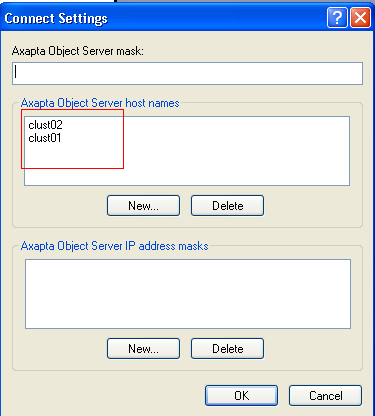 Connect Settings
Axapta Object Server mask:
Axapta Object Server host names
clust02
clust01
New... Delete
Axapta Object Server IP address masks
New... Delete
OK Cancel